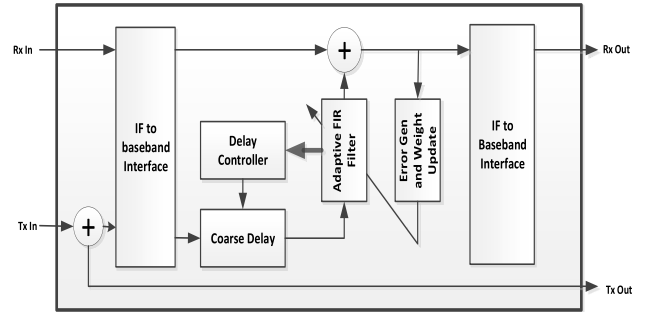 Rx In
+
Rx Out
IF to
baseband
Interface
Delay
Controller
Adaptive FIR
Filter
Error Gen
and Weight
Update
IF to
Baseband
Interface
Tx In
+
Coarse Delay
Tx Out